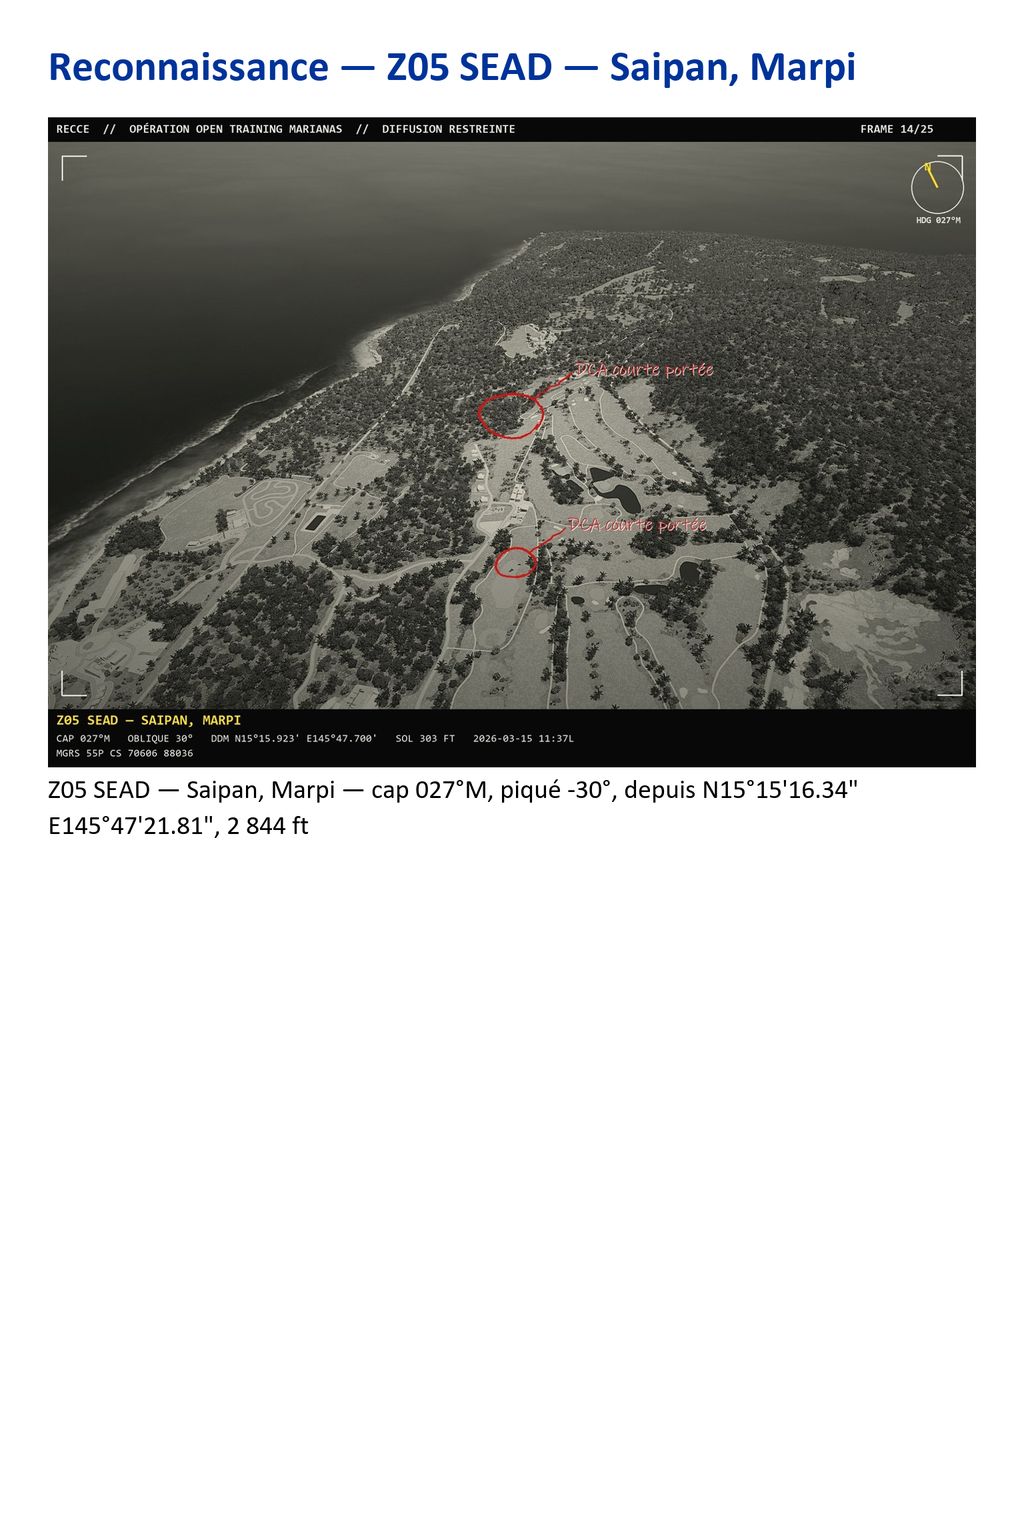 Reconnaissance — Z05 SEAD — Saipan, Marpi
RECCE // OPÉRATION OPEN TRAINING MARIANAS // DIFFUSION RESTREINTE
FRAME 14/25
N
HDG 027°M
DCA courte portée
DCA courte portée
Z05 SEAD — SAIPAN, MARPI
CAP 027°M OBLIQUE 30° DDM N15°15.923' E145°47.700' SOL 303 FT 2026-03-15 11:37L
MGRS 55P CS 70606 88036
Z05 SEAD — Saipan, Marpi — cap 027°M, piqué -30°, depuis N15°15'16.34"
E145°47'21.81", 2 844 ft